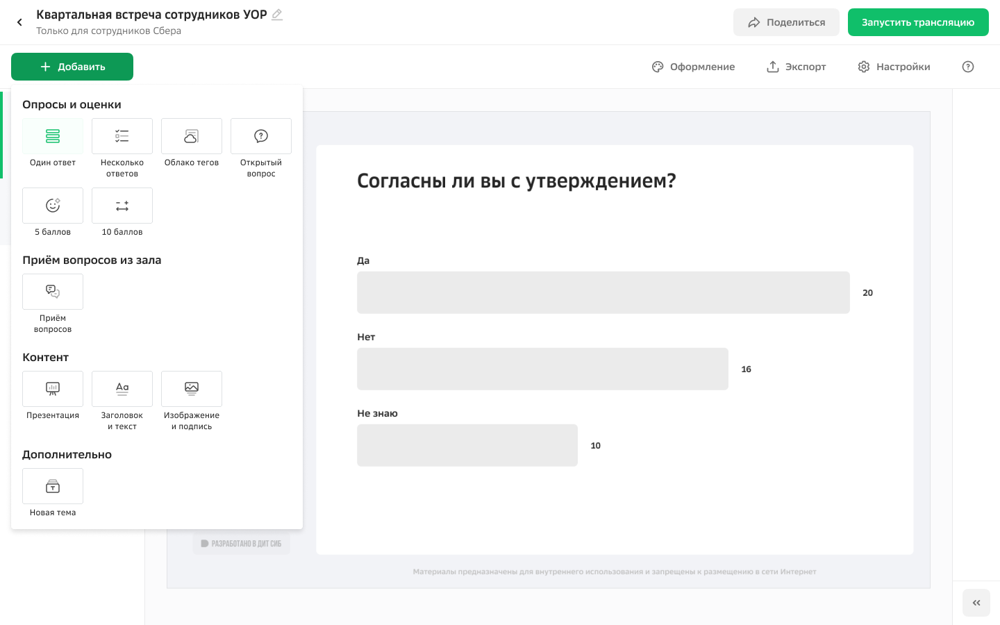 Квартальная встреча сотрудников УОР
Только для сотрудников Сбера
Поделиться
Запустить трансляцию
Добавить
Оформление
Экспорт
Настройки
Опросы и оценки
Один ответ
Несколько
ответов
Облако тегов
Открытый
вопрос
5 баллов
10 баллов
Приём вопросов из зала
Приём
вопросов
Контент
Презентация
Aa
Заголовок
и текст
Изображение
и подпись
Дополнительно
Новая тема
Согласны ли вы с утверждением?
Да
20
Нет
16
Не знаю
10
РАЗРАБОТАНО В ДИТ СИБ
Материалы предназначены для внутреннего использования и запрещены к размещению в сети Интернет